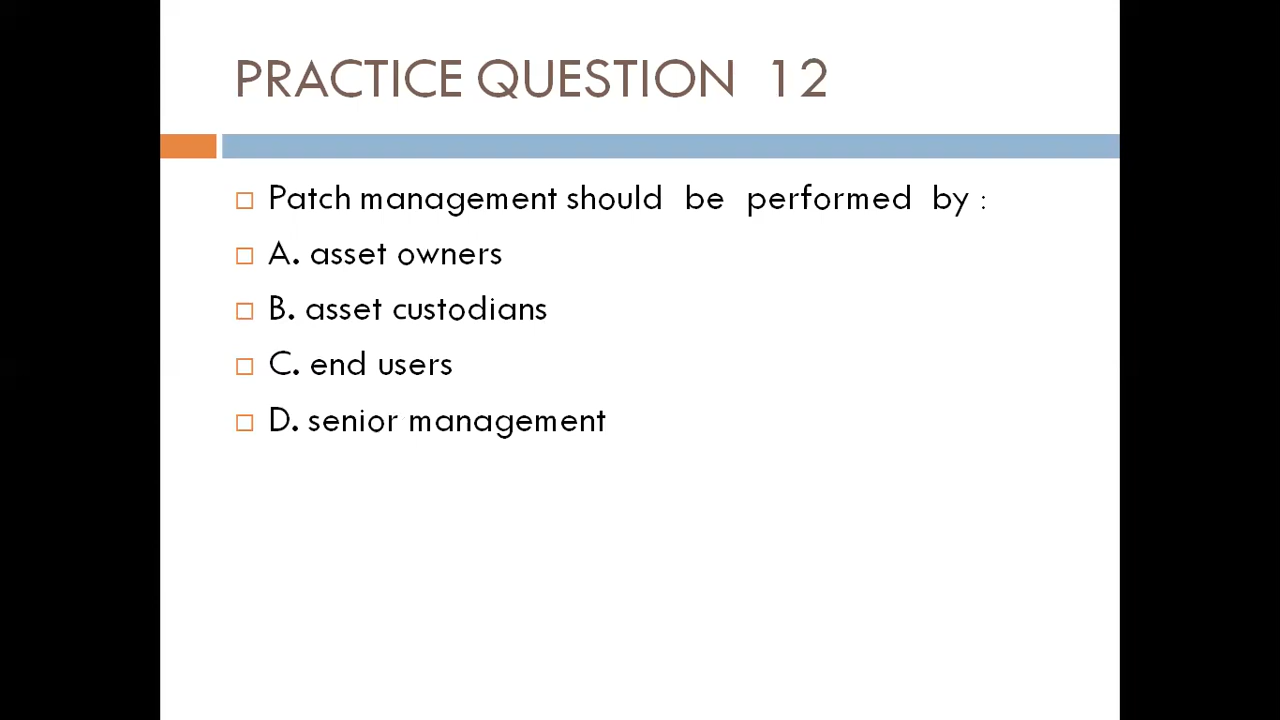 PRACTICE QUESTION 12
Patch management should be performed by :
A. asset owners
B. asset custodians
C. end users
D. senior management